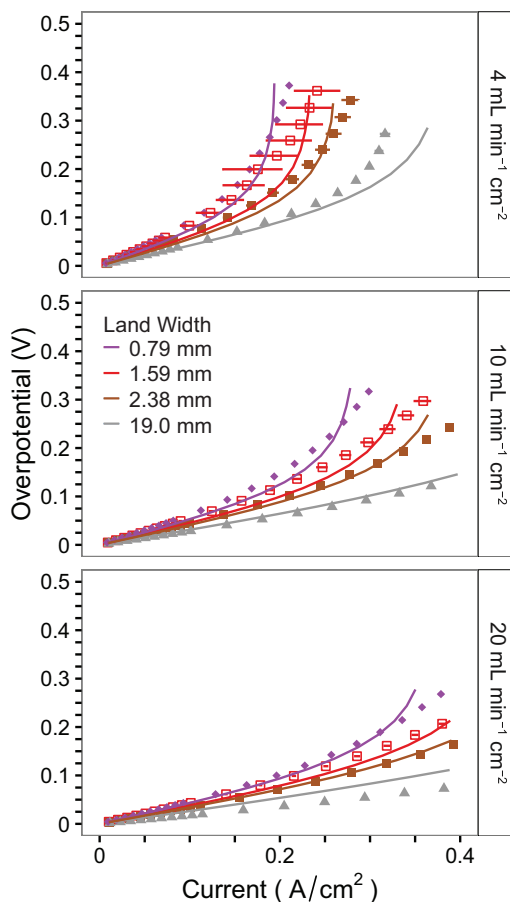 0.5
0.4
0.3
0.2
0.1
0
4 mL min⁻¹ cm⁻²
Overpotential (V)
0.5
0.4
0.3
0.2
0.1
0
Land Width
0.79 mm
1.59 mm
2.38 mm
19.0 mm
10 mL min⁻¹ cm⁻²
0.5
0.4
0.3
0.2
0.1
0
20 mL min⁻¹ cm⁻²
0 0.2 0.4
Current ( A/cm² )